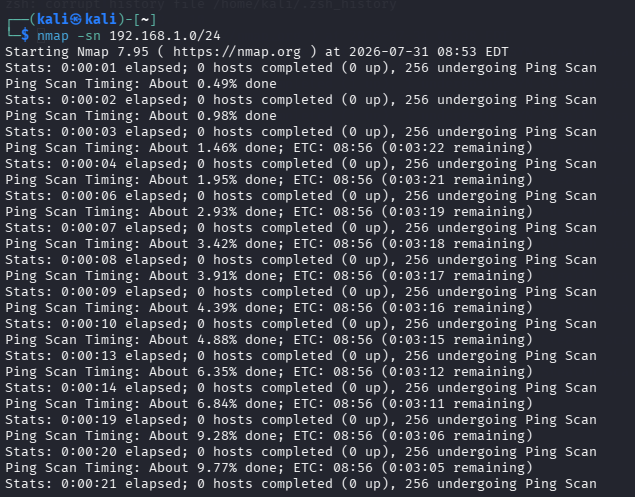 zsh: corrupt history file /home/kali/.zsh_history
┌──(kali㉿kali)-[~]
└─$ nmap -sn 192.168.1.0/24
Starting Nmap 7.95 ( https://nmap.org ) at 2026-07-31 08:53 EDT
Stats: 0:00:01 elapsed; 0 hosts completed (0 up), 256 undergoing Ping Scan
Ping Scan Timing: About 0.49% done
Stats: 0:00:02 elapsed; 0 hosts completed (0 up), 256 undergoing Ping Scan
Ping Scan Timing: About 0.98% done
Stats: 0:00:03 elapsed; 0 hosts completed (0 up), 256 undergoing Ping Scan
Ping Scan Timing: About 1.46% done; ETC: 08:56 (0:03:22 remaining)
Stats: 0:00:04 elapsed; 0 hosts completed (0 up), 256 undergoing Ping Scan
Ping Scan Timing: About 1.95% done; ETC: 08:56 (0:03:21 remaining)
Stats: 0:00:06 elapsed; 0 hosts completed (0 up), 256 undergoing Ping Scan
Ping Scan Timing: About 2.93% done; ETC: 08:56 (0:03:19 remaining)
Stats: 0:00:07 elapsed; 0 hosts completed (0 up), 256 undergoing Ping Scan
Ping Scan Timing: About 3.42% done; ETC: 08:56 (0:03:18 remaining)
Stats: 0:00:08 elapsed; 0 hosts completed (0 up), 256 undergoing Ping Scan
Ping Scan Timing: About 3.91% done; ETC: 08:56 (0:03:17 remaining)
Stats: 0:00:09 elapsed; 0 hosts completed (0 up), 256 undergoing Ping Scan
Ping Scan Timing: About 4.39% done; ETC: 08:56 (0:03:16 remaining)
Stats: 0:00:10 elapsed; 0 hosts completed (0 up), 256 undergoing Ping Scan
Ping Scan Timing: About 4.88% done; ETC: 08:56 (0:03:15 remaining)
Stats: 0:00:13 elapsed; 0 hosts completed (0 up), 256 undergoing Ping Scan
Ping Scan Timing: About 6.35% done; ETC: 08:56 (0:03:12 remaining)
Stats: 0:00:14 elapsed; 0 hosts completed (0 up), 256 undergoing Ping Scan
Ping Scan Timing: About 6.84% done; ETC: 08:56 (0:03:11 remaining)
Stats: 0:00:19 elapsed; 0 hosts completed (0 up), 256 undergoing Ping Scan
Ping Scan Timing: About 9.28% done; ETC: 08:56 (0:03:06 remaining)
Stats: 0:00:20 elapsed; 0 hosts completed (0 up), 256 undergoing Ping Scan
Ping Scan Timing: About 9.77% done; ETC: 08:56 (0:03:05 remaining)
Stats: 0:00:21 elapsed; 0 hosts completed (0 up), 256 undergoing Ping Scan